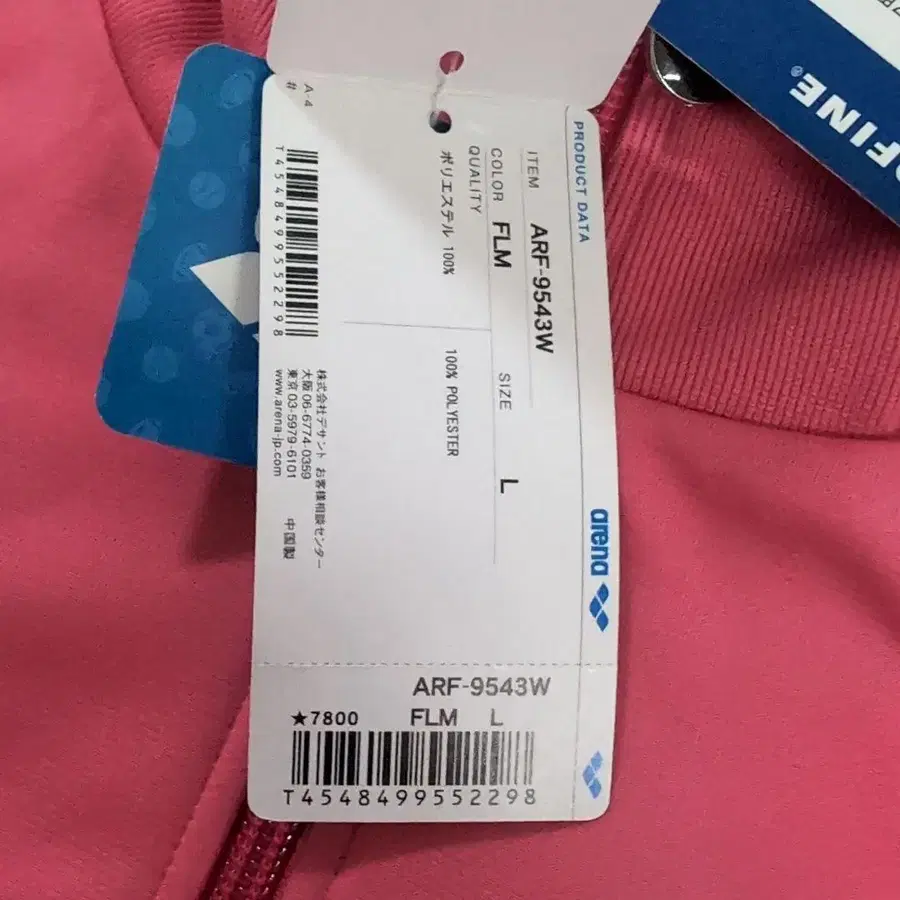 PRODUCT DATA
ITEM ARF-9543W
COLOR FLM SIZE L
QUALITY
ポリエステル 100% 100% POLYESTER
株式会社デサント お客様相談センター
大阪 06-6774-0359
東京 03-5979-6101
www.arena-jp.com 中国製
T4548499552298
A-4
#
arena
ARF-9543W
★7800 FLM L
T4548499552298
FINE®